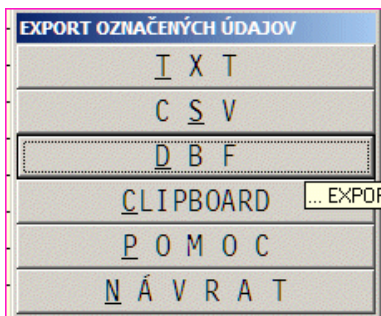 EXPORT OZNAČENÝCH ÚDAJOV
T X T
C S V
D B F
CLIPBOARD
... EXPOR
P O M O C
N Á V R A T